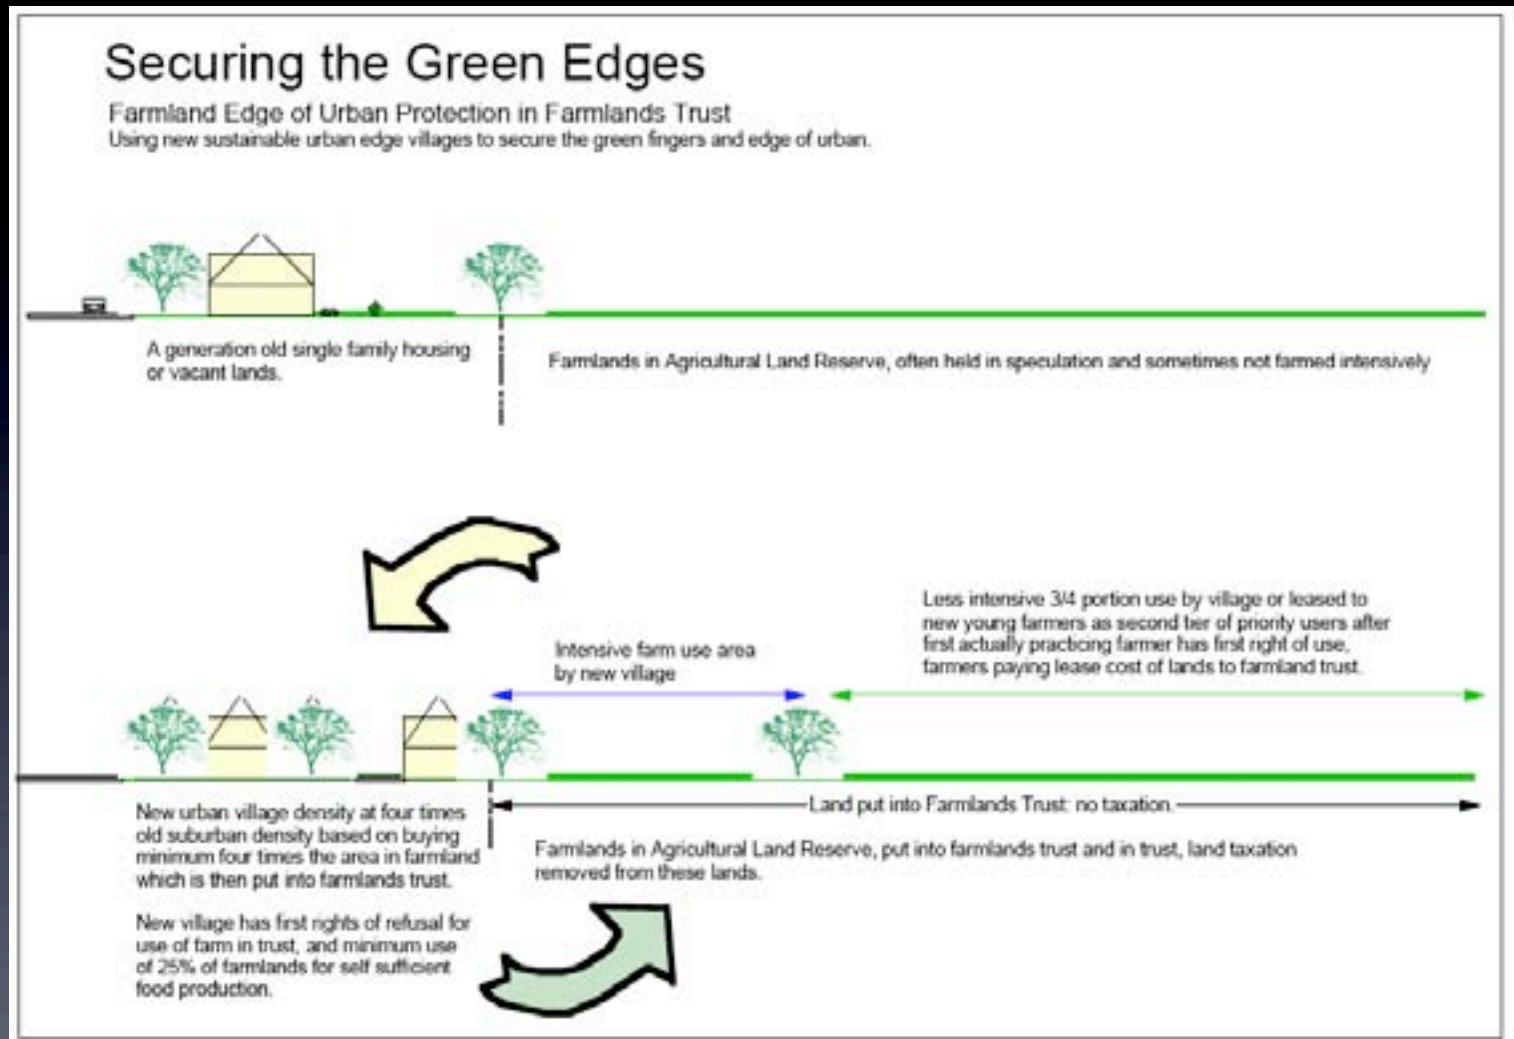 Securing the Green Edges
Farmland Edge of Urban Protection in Farmlands Trust
Using new sustainable urban edge villages to secure the green fingers and edge of urban.
A generation old single family housing
or vacant lands.
Farmlands in Agricultural Land Reserve, often held in speculation and sometimes not farmed intensively
Less intensive 3/4 portion use by village or leased to
new young farmers as second tier of priority users after
first actually practicing farmer has first right of use,
farmers paying lease cost of lands to farmland trust.
Intensive farm use area
by new village
Land put into Farmlands Trust: no taxation.
New urban village density at four times
old suburban density based on buying
minimum four times the area in farmland
which is then put into farmlands trust.
Farmlands in Agricultural Land Reserve, put into farmlands trust and in trust, land taxation
removed from these lands.
New village has first rights of refusal for
use of farm in trust, and minimum use
of 25% of farmlands for self sufficient
food production.